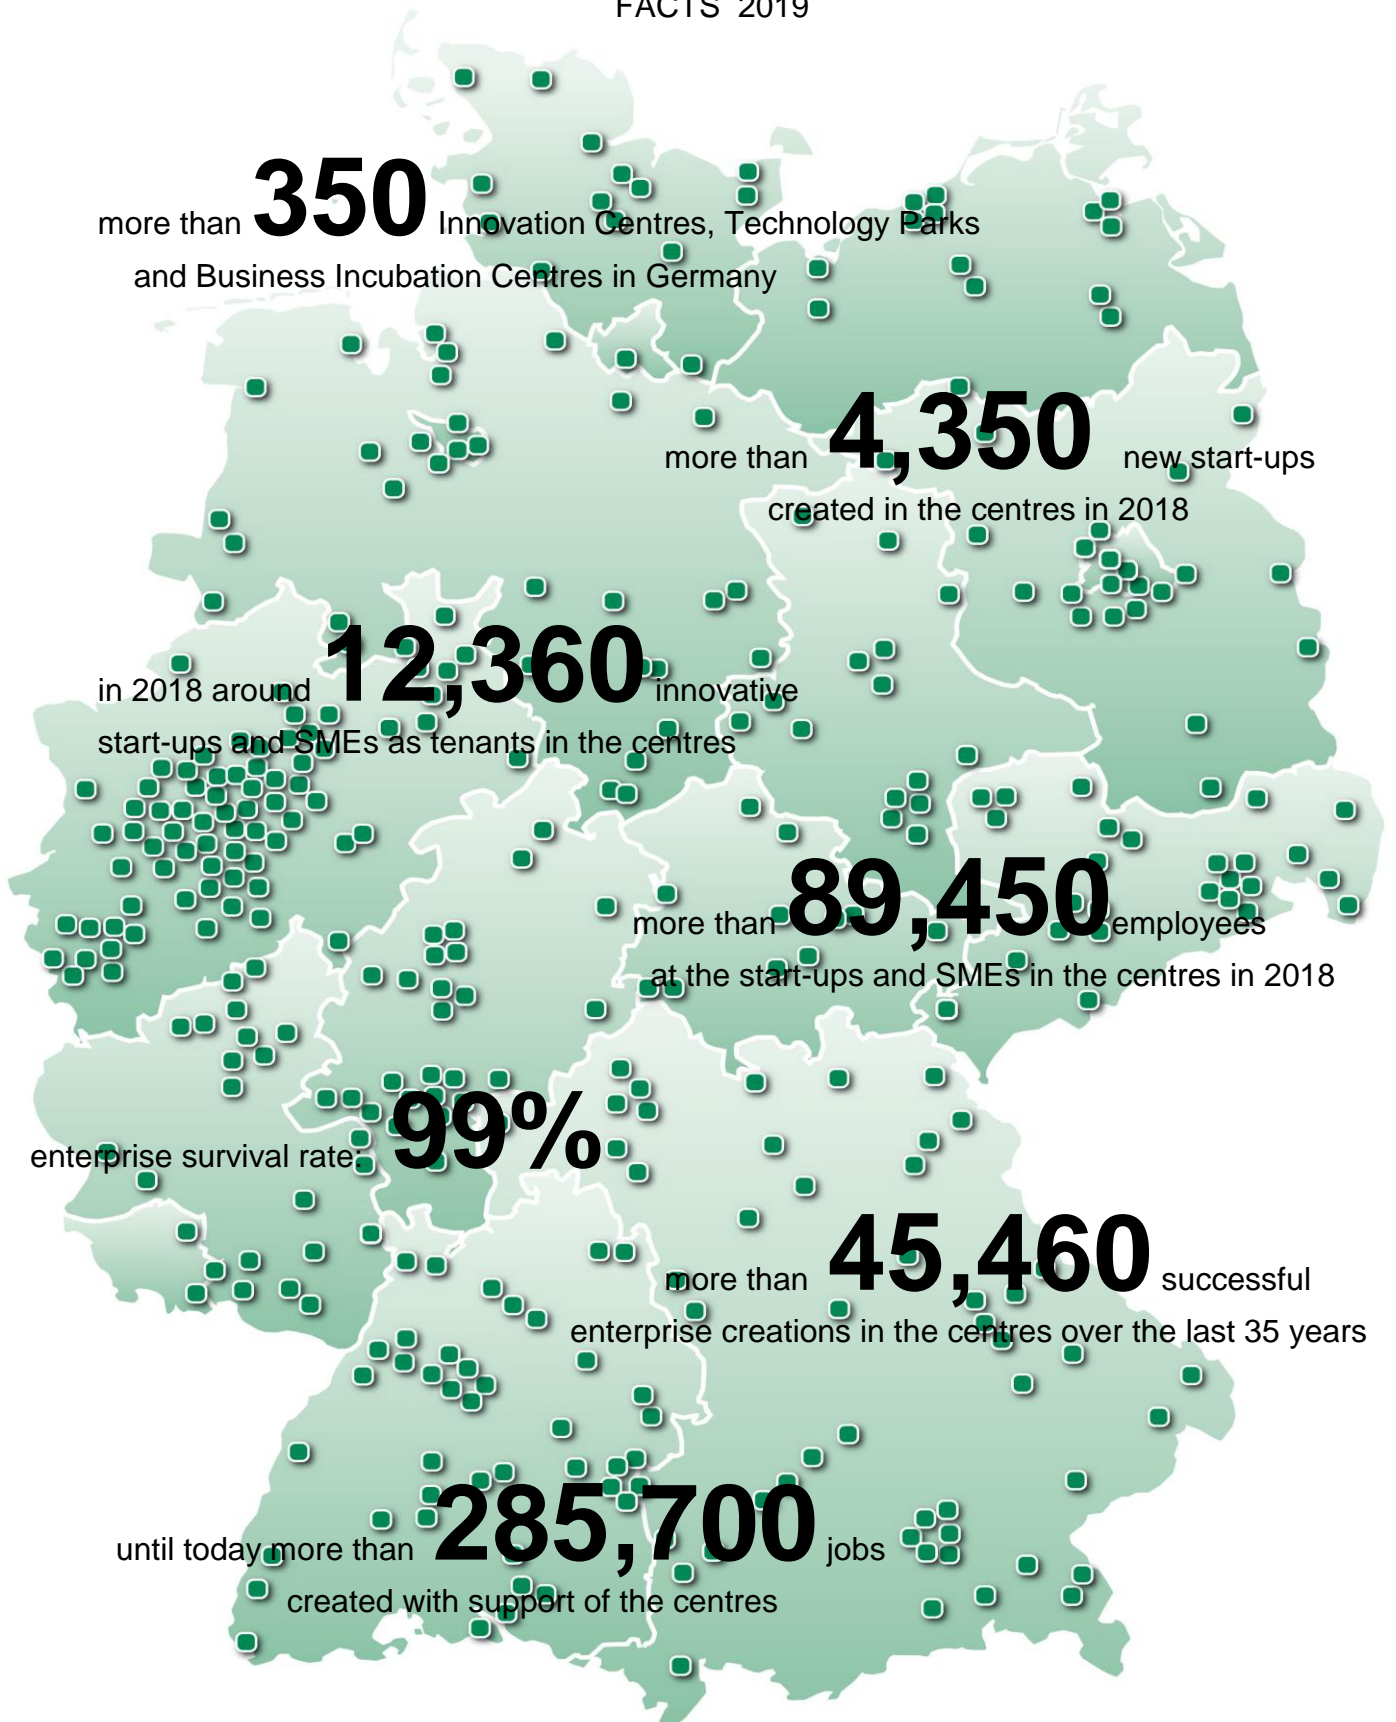 FACTS 2019
more than 350 Innovation Centres, Technology Parks
and Business Incubation Centres in Germany
more than 4,350 new start-ups
created in the centres in 2018
in 2018 around 12,360 innovative
start-ups and SMEs as tenants in the centres
more than 89,450 employees
at the start-ups and SMEs in the centres in 2018
enterprise survival rate: 99%
more than 45,460 successful
enterprise creations in the centres over the last 35 years
until today more than 285,700 jobs
created with support of the centres